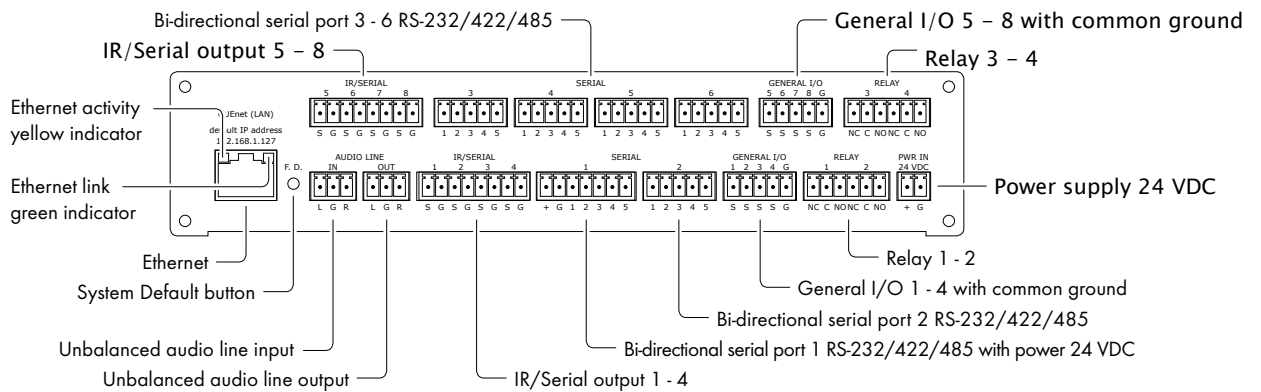 Bi-directional serial port 3 - 6 RS-232/422/485
General I/O 5 – 8 with common ground
IR/Serial output 5 – 8
Relay 3 – 4
IR/SERIAL SERIAL GENERAL I/O RELAY
5 6 7 8 3 4 5 6 5 6 7 8 G 3 4
S G S G S G S G 1 2 3 4 5 1 2 3 4 5 1 2 3 4 5 1 2 3 4 5 S S S S G NC C NO NC C NO
Ethernet activity
yellow indicator
(LAN)
IP address
Ethernet link
green indicator
F. D.
AUDIO LINE IR/SERIAL SERIAL GENERAL I/O RELAY PWR IN
IN OUT 1 2 3 4 1 2 1 2 3 4 G 1 2 24 VDC
L G R L G R S G S G S G S G + G 1 2 3 4 5 1 2 3 4 5 S S S S G NC C NO NC C NO + G
Power supply 24 VDC
Ethernet
System Default button
Unbalanced audio line input
Unbalanced audio line output
IR/Serial output 1 - 4
Bi-directional serial port 1 RS-232/422/485 with power 24 VDC
Bi-directional serial port 2 RS-232/422/485
General I/O 1 - 4 with common ground
Relay 1 - 2